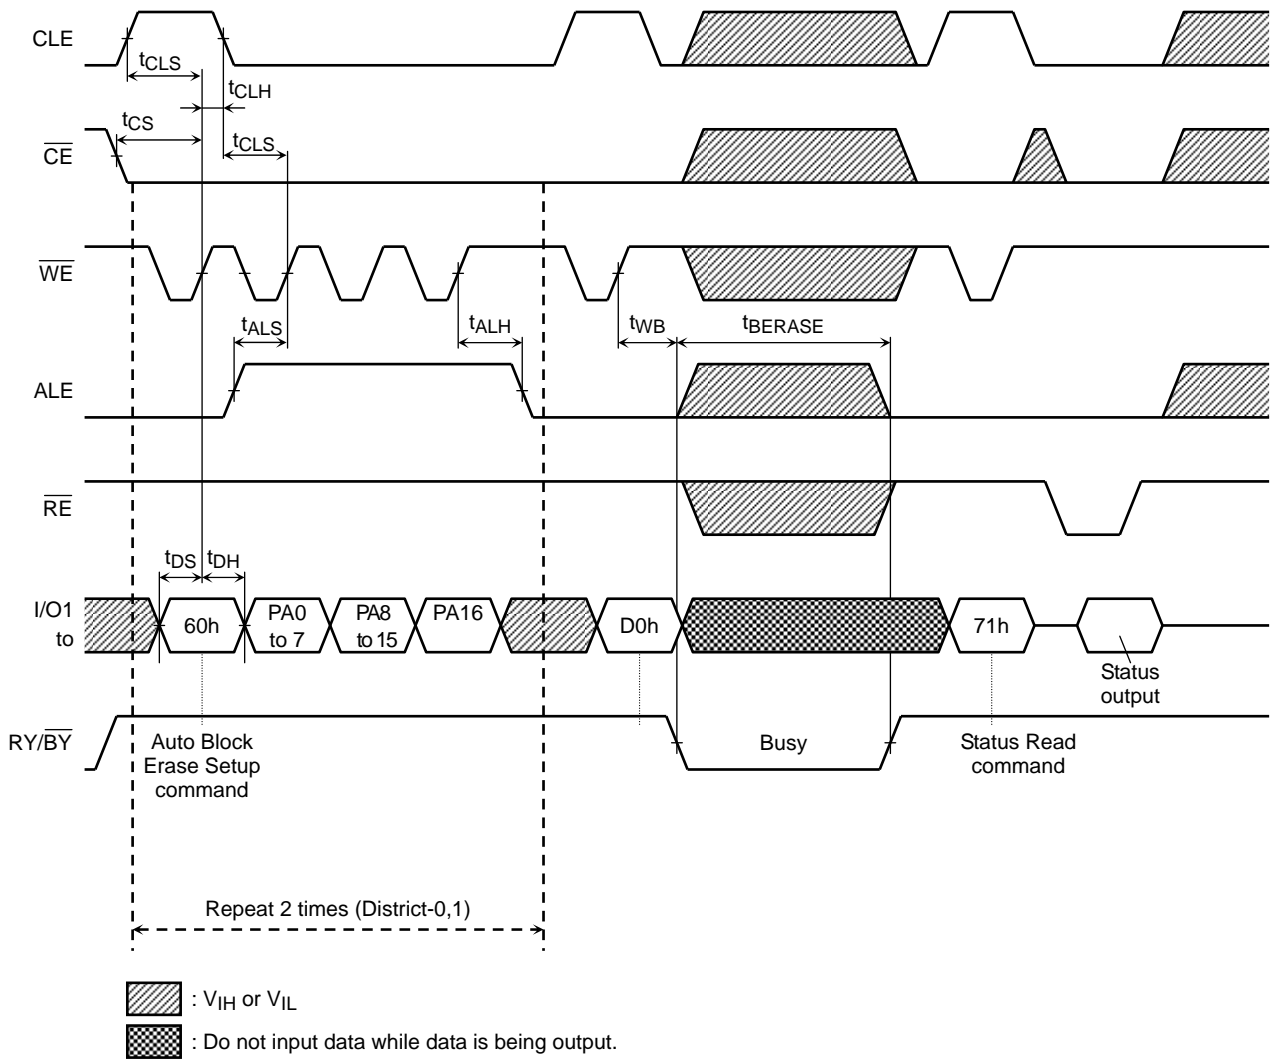 CLE
tCLS
tCLH
tCS
tCLS
CE
WE
tALS
tALH
tWB
tBERASE
ALE
RE
tDS
tDH
I/O1
to
60h
PA0
to 7
PA8
to 15
PA16
D0h
71h
Status
output
RY/BY
Auto Block
Erase Setup
command
Busy
Status Read
command
Repeat 2 times (District-0,1)
: VIH or VIL
: Do not input data while data is being output.